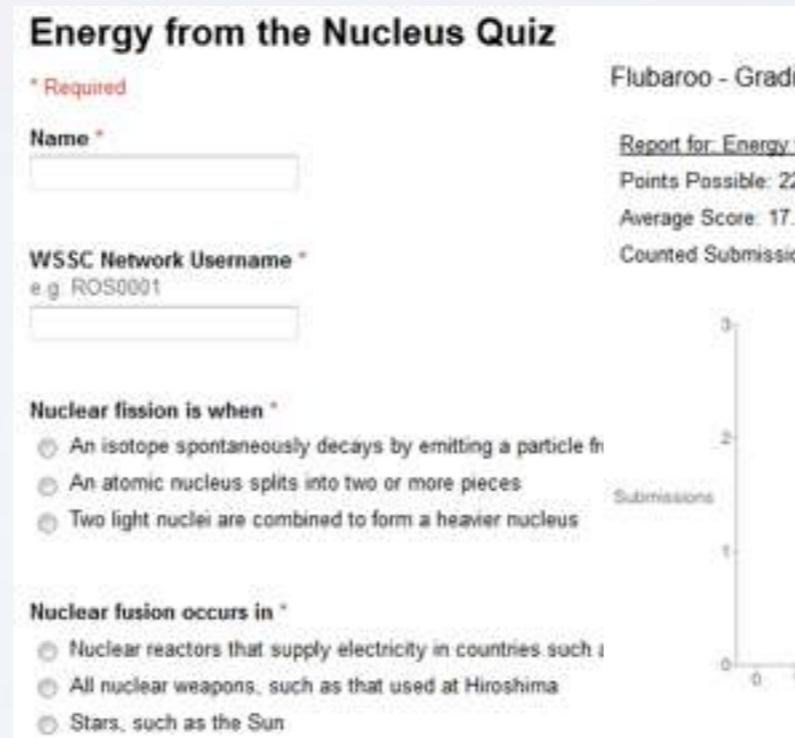 Energy from the Nucleus Quiz
* Required
Name *
WSSC Network Username *
e.g. ROS0001
Nuclear fission is when *
An isotope spontaneously decays by emitting a particle
An atomic nucleus splits into two or more pieces
Two light nuclei are combined to form a heavier nucleus
Nuclear fusion occurs in *
Nuclear reactors that supply electricity in countries such
All nuclear weapons, such as that used at Hiroshima
Stars, such as the Sun
Flubaroo - Gradi
Report for: Energy
Points Possible: 22
Average Score: 17.
Counted Submissio
3
2
Submissions
1
0
0